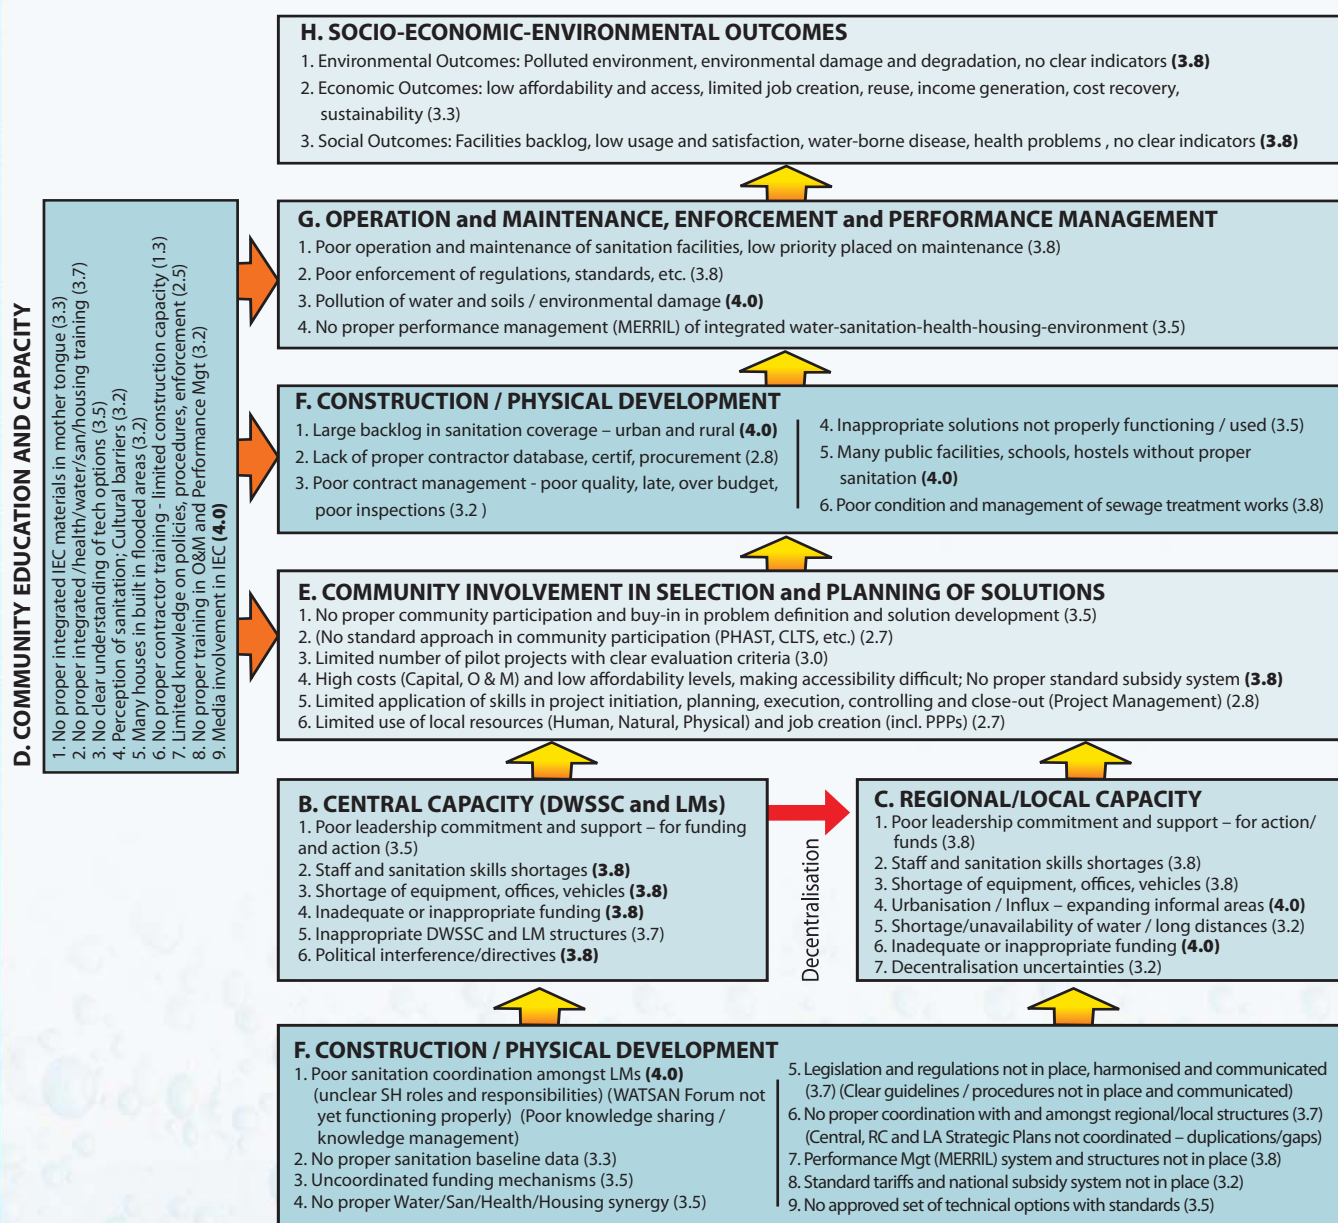 H. SOCIO-ECONOMIC-ENVIRONMENTAL OUTCOMES
1. Environmental Outcomes: Polluted environment, environmental damage and degradation, no clear indicators (3.8)
2. Economic Outcomes: low affordability and access, limited job creation, reuse, income generation, cost recovery,
sustainability (3.3)
3. Social Outcomes: Facilities backlog, low usage and satisfaction, water-borne disease, health problems , no clear indicators (3.8)
G. OPERATION and MAINTENANCE, ENFORCEMENT and PERFORMANCE MANAGEMENT
1. Poor operation and maintenance of sanitation facilities, low priority placed on maintenance (3.8)
2. Poor enforcement of regulations, standards, etc. (3.8)
3. Pollution of water and soils / environmental damage (4.0)
4. No proper performance management (MERRIL) of integrated water-sanitation-health-housing-environment (3.5)
D. COMMUNITY EDUCATION AND CAPACITY
1. No proper integrated IEC materials in mother tongue (3.3)
2. No proper integrated /health/water/san/housing training (3.7)
3. No clear understanding of tech options (3.5)
4. Perception of sanitation; Cultural barriers (3.2)
5. Many houses in built in flooded areas (3.2)
6. No proper contractor training - limited construction capacity (1.3)
7. Limited knowledge on policies, procedures, enforcement (2.5)
8. No proper training in O&M and Performance Mgt (3.2)
9. Media involvement in IEC (4.0)
F. CONSTRUCTION / PHYSICAL DEVELOPMENT
1. Large backlog in sanitation coverage – urban and rural (4.0)
2. Lack of proper contractor database, certif, procurement (2.8)
3. Poor contract management - poor quality, late, over budget,
poor inspections (3.2 )
4. Inappropriate solutions not properly functioning / used (3.5)
5. Many public facilities, schools, hostels without proper
sanitation (4.0)
6. Poor condition and management of sewage treatment works (3.8)
E. COMMUNITY INVOLVEMENT IN SELECTION and PLANNING OF SOLUTIONS
1. No proper community participation and buy-in in problem definition and solution development (3.5)
2. (No standard approach in community participation (PHAST, CLTS, etc.) (2.7)
3. Limited number of pilot projects with clear evaluation criteria (3.0)
4. High costs (Capital, O & M) and low affordability levels, making accessibility difficult; No proper standard subsidy system (3.8)
5. Limited application of skills in project initiation, planning, execution, controlling and close-out (Project Management) (2.8)
6. Limited use of local resources (Human, Natural, Physical) and job creation (incl. PPPs) (2.7)
B. CENTRAL CAPACITY (DWSSC and LMs)
1. Poor leadership commitment and support – for funding
and action (3.5)
2. Staff and sanitation skills shortages (3.8)
3. Shortage of equipment, offices, vehicles (3.8)
4. Inadequate or inappropriate funding (3.8)
5. Inappropriate DWSSC and LM structures (3.7)
6. Political interference/directives (3.8)
Decentralisation
C. REGIONAL/LOCAL CAPACITY
1. Poor leadership commitment and support – for action/
funds (3.8)
2. Staff and sanitation skills shortages (3.8)
3. Shortage of equipment, offices, vehicles (3.8)
4. Urbanisation / Influx – expanding informal areas (4.0)
5. Shortage/unavailability of water / long distances (3.2)
6. Inadequate or inappropriate funding (4.0)
7. Decentralisation uncertainties (3.2)
F. CONSTRUCTION / PHYSICAL DEVELOPMENT
1. Poor sanitation coordination amongst LMs (4.0)
(unclear SH roles and responsibilities) (WATSAN Forum not
yet functioning properly) (Poor knowledge sharing /
knowledge management)
2. No proper sanitation baseline data (3.3)
3. Uncoordinated funding mechanisms (3.5)
4. No proper Water/San/Health/Housing synergy (3.5)
5. Legislation and regulations not in place, harmonised and communicated
(3.7) (Clear guidelines / procedures not in place and communicated)
6. No proper coordination with and amongst regional/local structures (3.7)
(Central, RC and LA Strategic Plans not coordinated – duplications/gaps)
7. Performance Mgt (MERRIL) system and structures not in place (3.8)
8. Standard tariffs and national subsidy system not in place (3.2)
9. No approved set of technical options with standards (3.5)